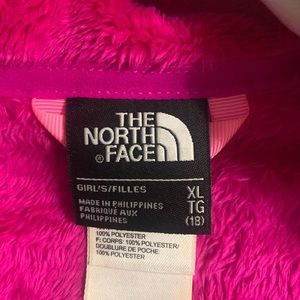 THE
NORTH
FACE
®
GIRL'S/FILLES
XL
TG
(18)
MADE IN PHILIPPINES
FABRIQUÉ AUX
PHILIPPINES
100% POLYESTER
F: CORPS: 100% POLYESTER/
DOUBLURE DE POCHE:
100% POLYESTER